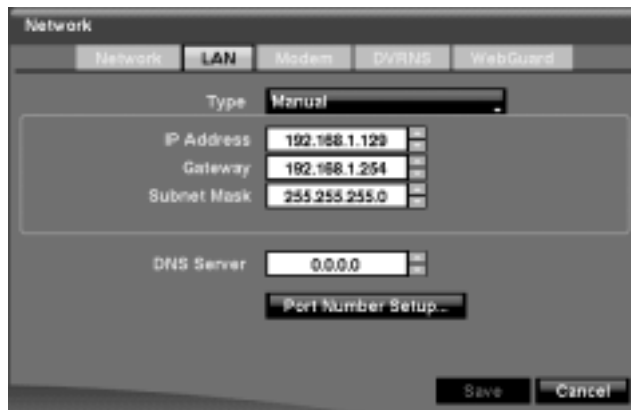 Network
Network LAN Modem DVRNS WebGuard
Type Manual
IP Address 192.168.1.129
Gateway 192.168.1.254
Subnet Mask 255.255.255.0
DNS Server 0.0.0.0
Port Number Setup...
Save Cancel